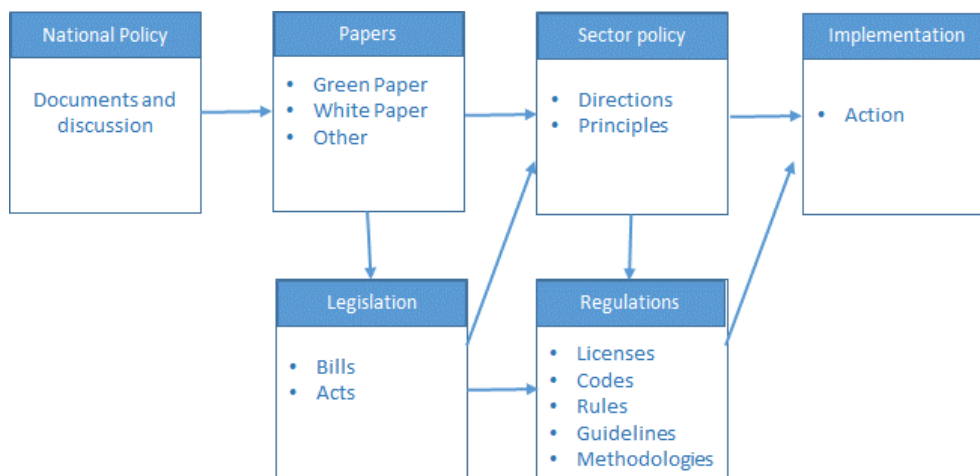 National Policy
Documents and
discussion
Papers
• Green Paper
• White Paper
• Other
Sector policy
• Directions
• Principles
Implementation
• Action
Legislation
• Bills
• Acts
Regulations
• Licenses
• Codes
• Rules
• Guidelines
• Methodologies